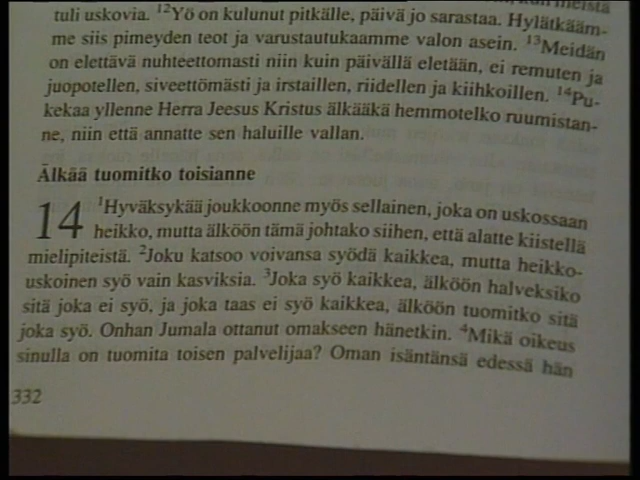 meistä
tuli uskovia. ¹²Yö on kulunut pitkälle, päivä jo sarastaa. Hylätkääm-
me siis pimeyden teot ja varustautukaamme valon asein. ¹³Meidän
on elettävä nuhteettomasti niin kuin päivällä eletään, ei remuten ja
juopotellen, siveettömästi ja irstaillen, riidellen ja kiihkoillen. ¹⁴Pu-
kekaa yllenne Herra Jeesus Kristus älkääkä hemmotelko ruumistan-
ne, niin että annatte sen haluille vallan.
Älkää tuomitko toisianne
14 ¹Hyväksykää joukkoonne myös sellainen, joka on uskossaan
heikko, mutta älköön tämä johtako siihen, että alatte kiistellä
mielipiteistä. ²Joku katsoo voivansa syödä kaikkea, mutta heikko-
uskoinen syö vain kasviksia. ³Joka syö kaikkea, älköön halveksiko
sitä joka ei syö, ja joka taas ei syö kaikkea, älköön tuomitko sitä
joka syö. Onhan Jumala ottanut omakseen hänetkin. ⁴Mikä oikeus
sinulla on tuomita toisen palvelijaa? Oman isäntänsä edessä hän
332